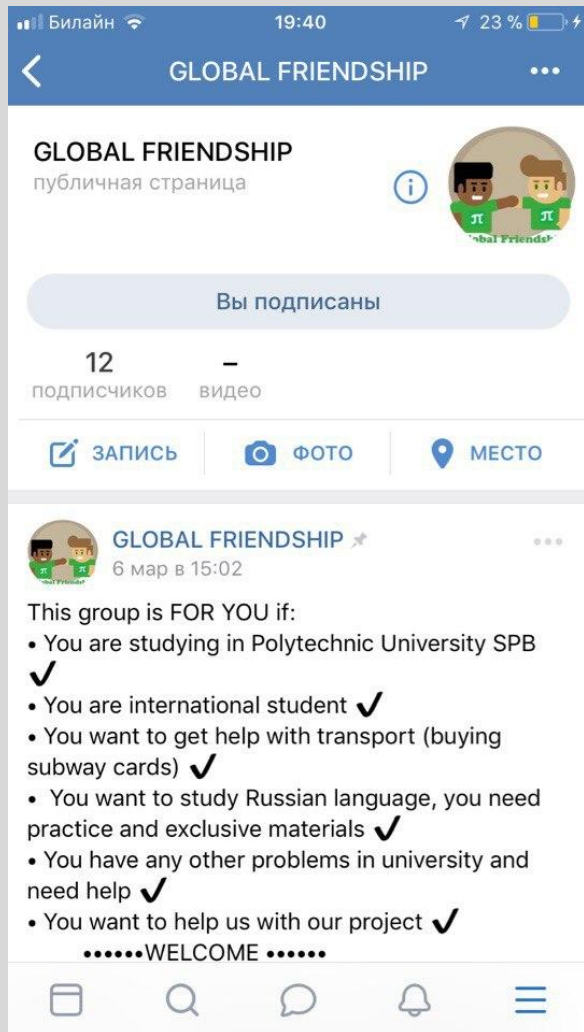 Билайн 19:40 23 %
GLOBAL FRIENDSHIP
GLOBAL FRIENDSHIP
публичная страница
π π
obal Friendsh
Вы подписаны
12 –
подписчиков видео
ЗАПИСЬ ФОТО МЕСТО
GLOBAL FRIENDSHIP
6 мар в 15:02
This group is FOR YOU if:
• You are studying in Polytechnic University SPB
✔
• You are international student ✔
• You want to get help with transport (buying
subway cards) ✔
• You want to study Russian language, you need
practice and exclusive materials ✔
• You have any other problems in university and
need help ✔
• You want to help us with our project ✔
••••••WELCOME ••••••